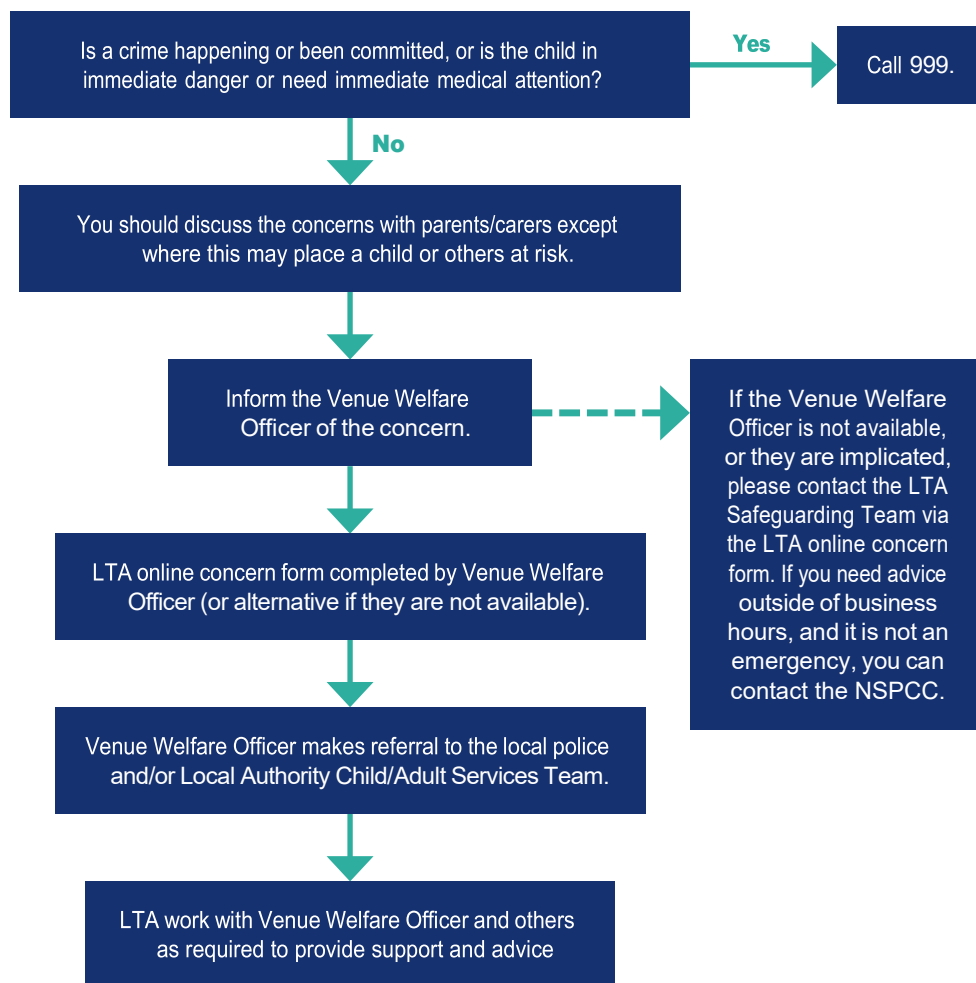 Is a crime happening or been committed, or is the child in
immediate danger or need immediate medical attention?
Yes
Call 999.
No
You should discuss the concerns with parents/carers except
where this may place a child or others at risk.
Inform the Venue Welfare
Officer of the concern.
If the Venue Welfare
Officer is not available,
or they are implicated,
please contact the LTA
Safeguarding Team via
the LTA online concern
form. If you need advice
outside of business
hours, and it is not an
emergency, you can
contact the NSPCC.
LTA online concern form completed by Venue Welfare
Officer (or alternative if they are not available).
Venue Welfare Officer makes referral to the local police
and/or Local Authority Child/Adult Services Team.
LTA work with Venue Welfare Officer and others
as required to provide support and advice